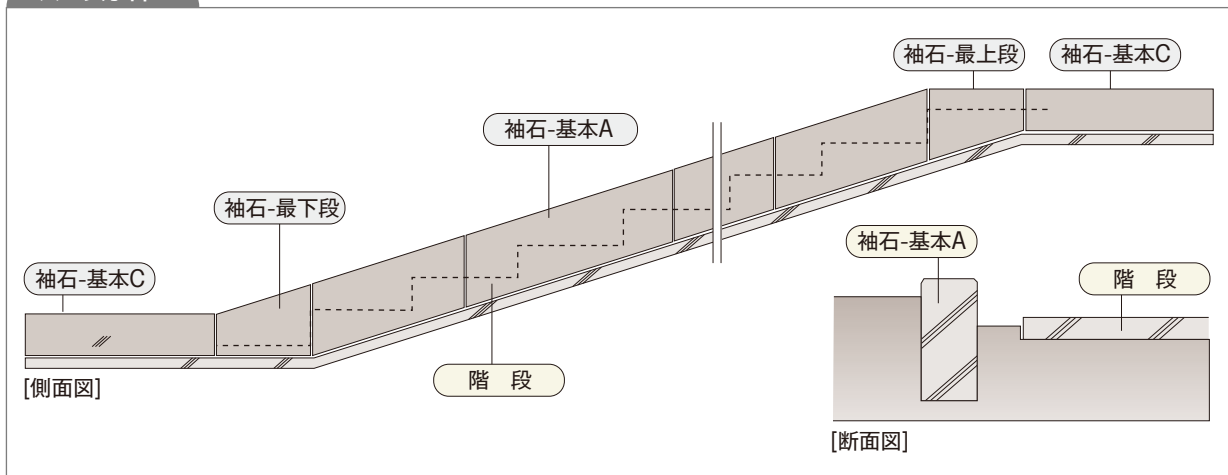 袖石-最上段
袖石-基本C
袖石-基本A
袖石-最下段
袖石-基本A
袖石-基本C
階　段
階　段
[側面図]
[断面図]